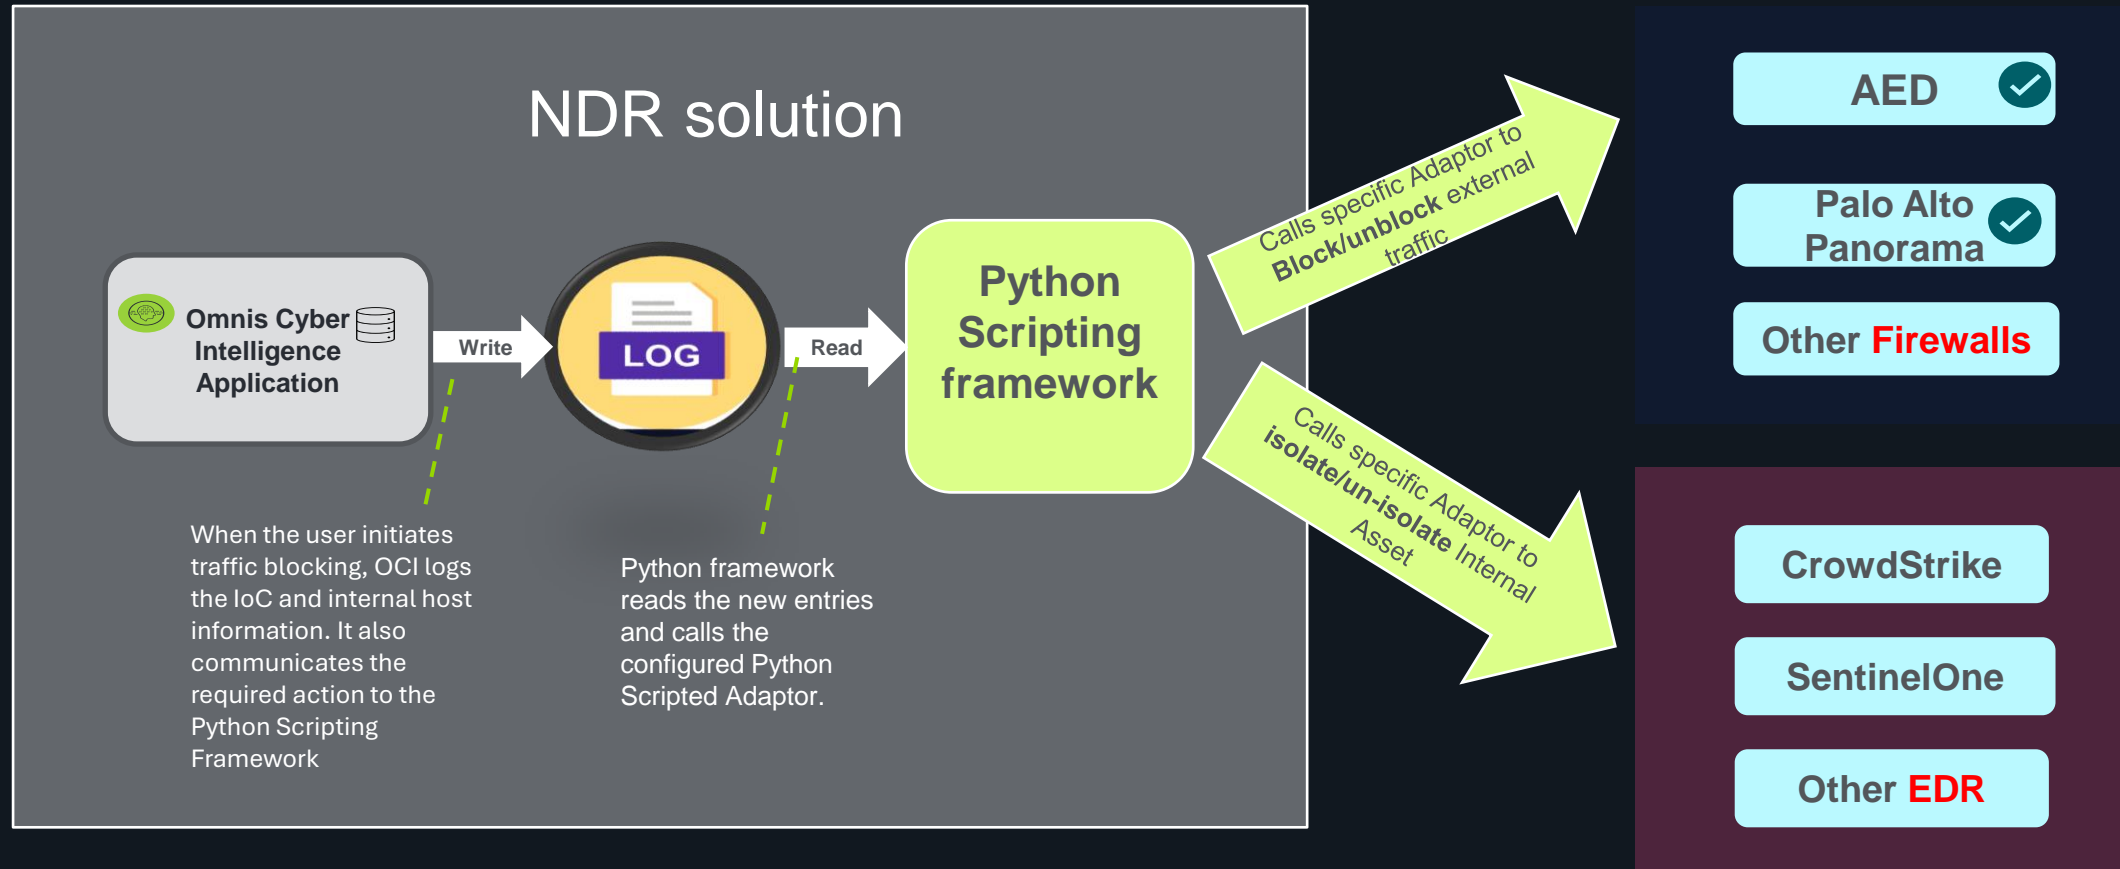 NDR solution
Omnis Cyber
Intelligence
Application
Write
LOG
Read
Python
Scripting
framework
When the user initiates
traffic blocking, OCI logs
the IoC and internal host
information. It also
communicates the
required action to the
Python Scripting
Framework
Python framework
reads the new entries
and calls the
configured Python
Scripted Adaptor.
Calls specific Adaptor to
Block/unblock external
traffic
Calls specific Adaptor to
isolate/un-isolate Internal
Asset
AED
Palo Alto
Panorama
Other Firewalls
CrowdStrike
SentinelOne
Other EDR